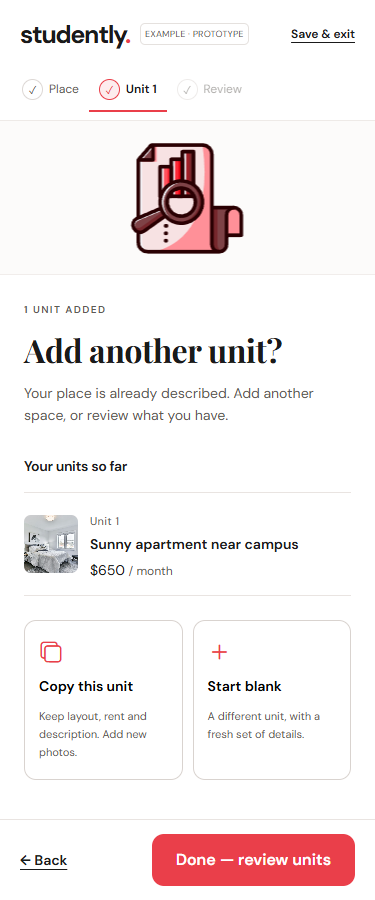 studently.
EXAMPLE · PROTOTYPE
Save & exit
Place
Unit 1
Review
1 UNIT ADDED
Add another unit?
Your place is already described. Add another
space, or review what you have.
Your units so far
Unit 1
Sunny apartment near campus
$650 / month
Copy this unit
Keep layout, rent and
description. Add new
photos.
Start blank
A different unit, with a
fresh set of details.
← Back
Done — review units